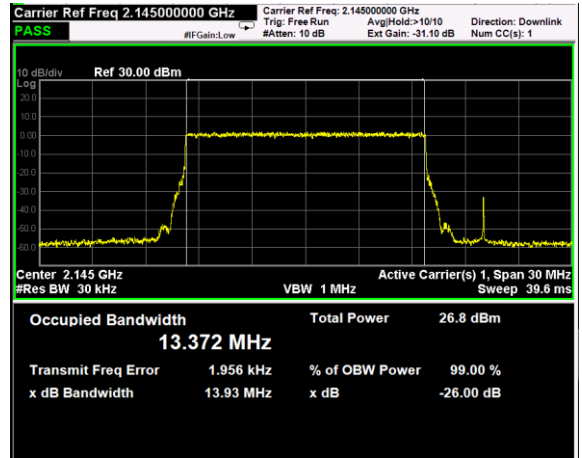 Carrier Ref Freq 2.145000000 GHz
Carrier Ref Freq: 2.145000000 GHz
PASS
#IFGain:Low
Trig: Free Run
Avg|Hold:>10/10
Direction: Downlink
#Atten: 10 dB
Ext Gain: -31.10 dB
Num CC(s): 1
10 dB/div
Ref 30.00 dBm
Log
20.0
10.0
0.00
-10.0
-20.0
-30.0
-40.0
-50.0
-60.0
Center 2.145 GHz
Active Carrier(s) 1, Span 30 MHz
#Res BW 30 kHz
VBW 1 MHz
Sweep 39.6 ms
Occupied Bandwidth
Total Power 26.8 dBm
13.372 MHz
Transmit Freq Error 1.956 kHz
% of OBW Power 99.00 %
x dB Bandwidth 13.93 MHz
x dB -26.00 dB